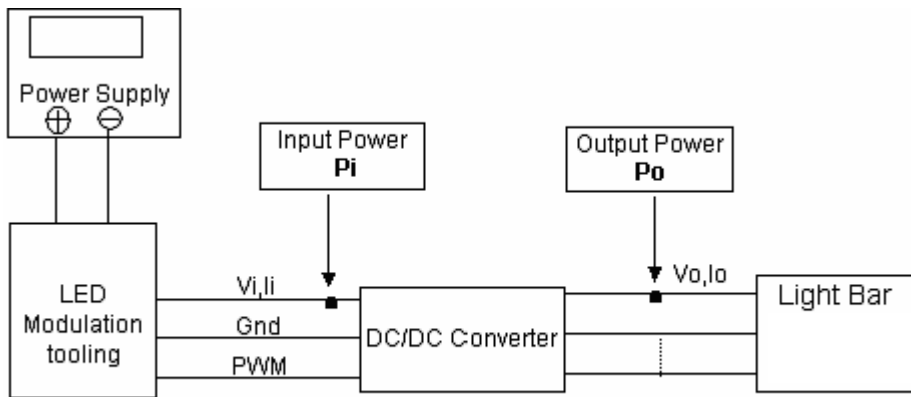 Power Supply
Input Power
Pi
Output Power
Po
Vi,Ii
Vo,Io
LED
Modulation
tooling
Gnd
PWM
DC/DC Converter
Light Bar